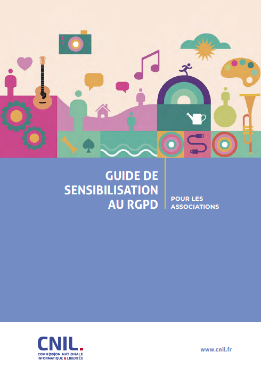 GUIDE DE
SENSIBILISATION
AU RGPD
POUR LES
ASSOCIATIONS
CNIL.
COMMISSION NATIONALE
INFORMATIQUE & LIBERTÉS
www.cnil.fr